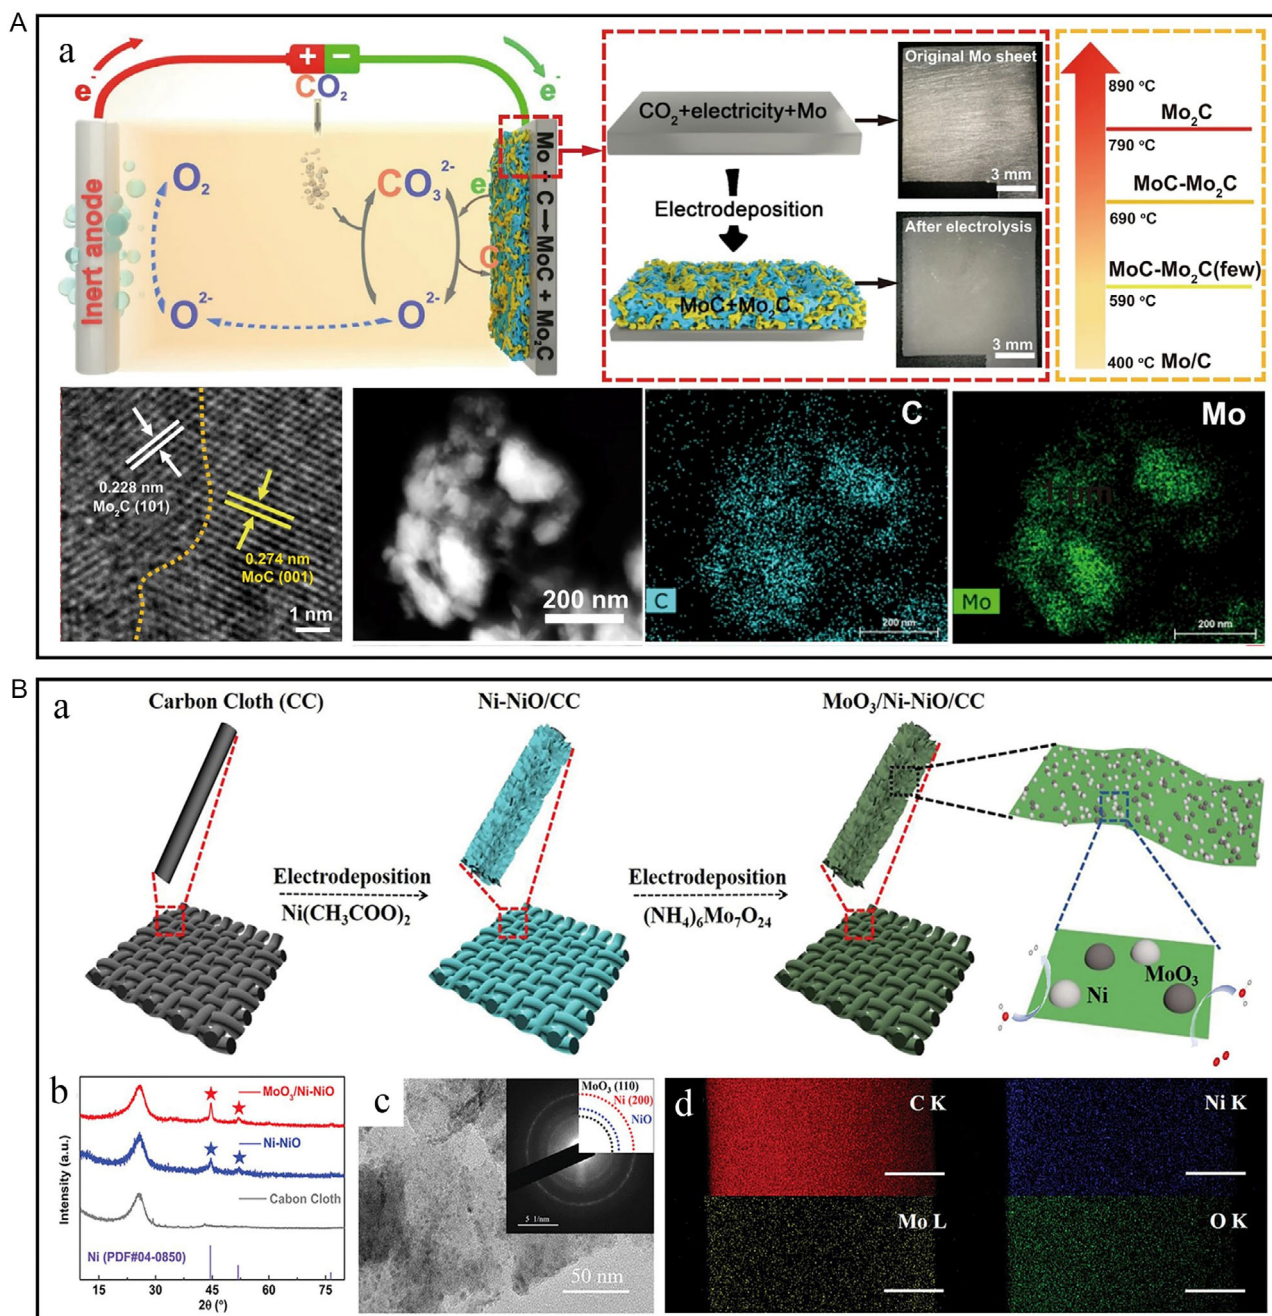 A
a
+ −
e⁻
e⁻
CO₂
Inert anode
O₂
CO₃²⁻
O²⁻
O²⁻
e⁻
C
Mo + C→MoC + Mo₂C
CO₂+electricity+Mo
Electrodeposition
MoC+Mo₂C
Original Mo sheet
3 mm
After electrolysis
3 mm
890 °C
Mo₂C
790 °C
MoC-Mo₂C
690 °C
MoC-Mo₂C(few)
590 °C
400 °C Mo/C
0.228 nm
Mo₂C (101)
0.274 nm
MoC (001)
1 nm
200 nm
C
C
200 nm
Mo
1 μm
Mo
200 nm
B
a
Carbon Cloth (CC)
Ni-NiO/CC
MoO₃/Ni-NiO/CC
Electrodeposition
Ni(CH₃COO)₂
Electrodeposition
(NH₄)₆Mo₇O₂₄
MoO₃
Ni
b
MoO₃/Ni-NiO
Ni-NiO
Cabon Cloth
Ni (PDF#04-0850)
Intensity (a.u.)
15 30 45 60 75
2θ (°)
c
MoO₃ (110)
Ni (200)
NiO
5 1/nm
50 nm
d
C K
Ni K
Mo L
O K